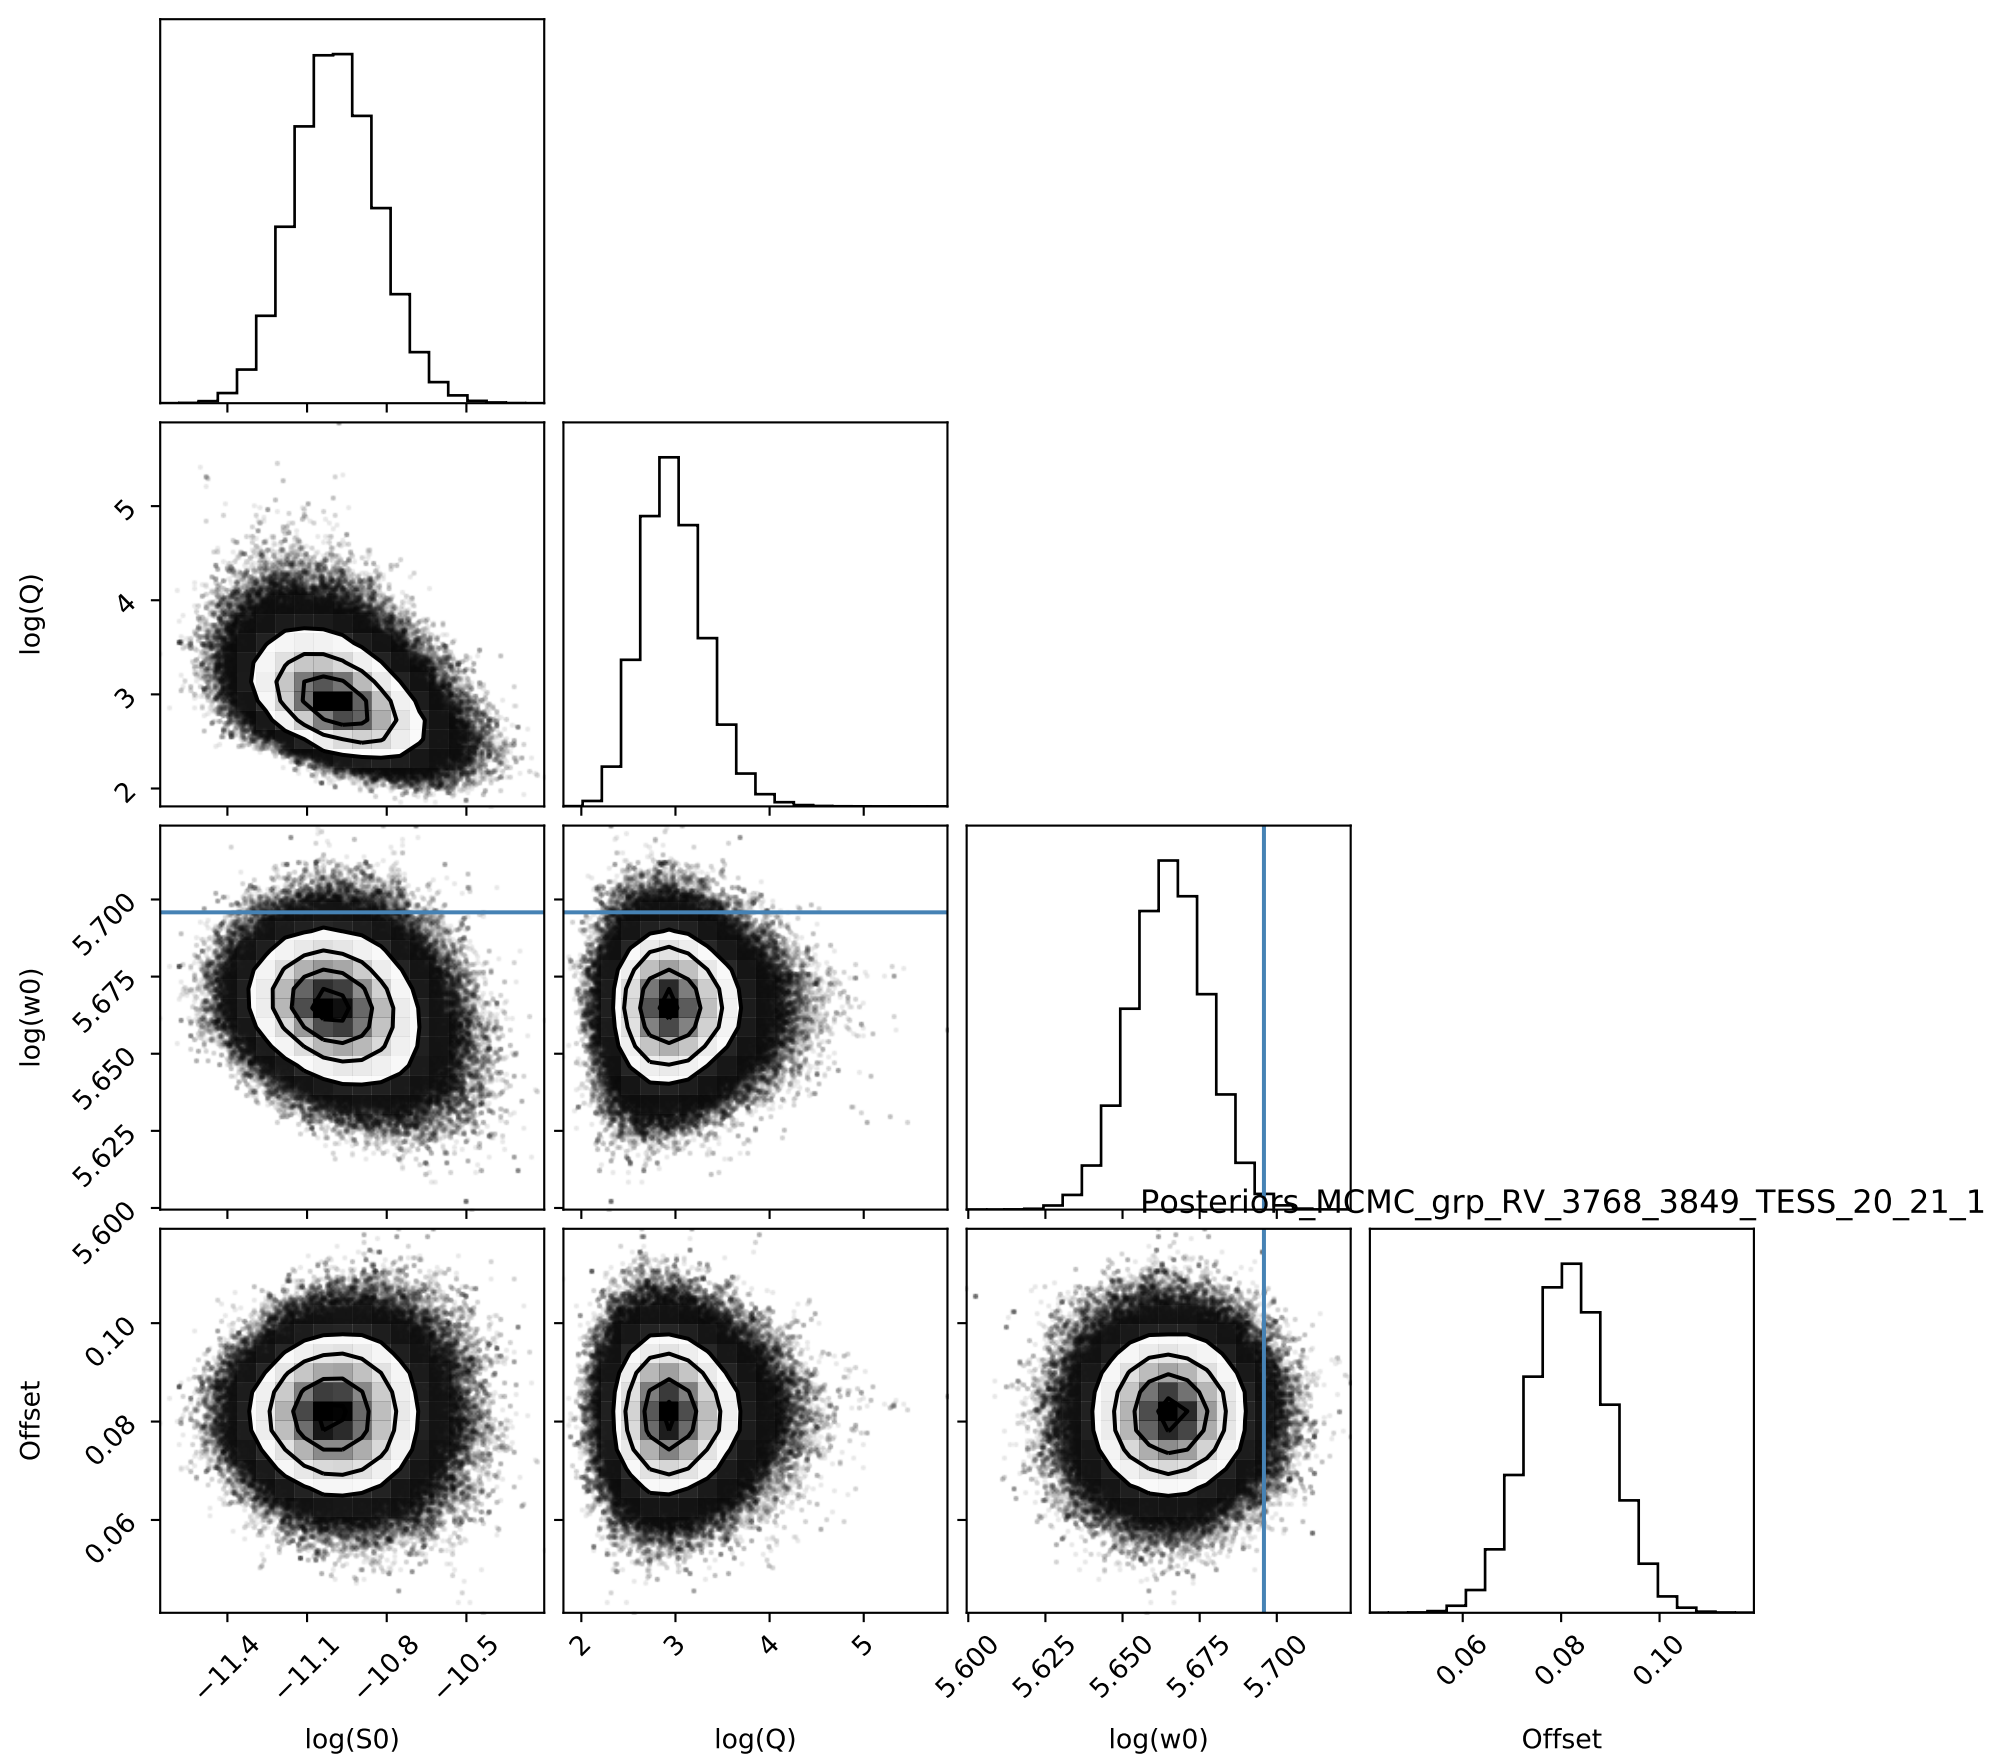 5
4
3
2
log(Q)
5.700
5.675
5.650
5.625
5.600
log(w0)
Posteriors_MCMC_grp_RV_3768_3849_TESS_20_21_1
0.10
0.08
0.06
Offset
−11.4 −11.1 −10.8 −10.5
2 3 4 5
5.600 5.625 5.650 5.675 5.700
0.06 0.08 0.10
log(S0) log(Q) log(w0) Offset